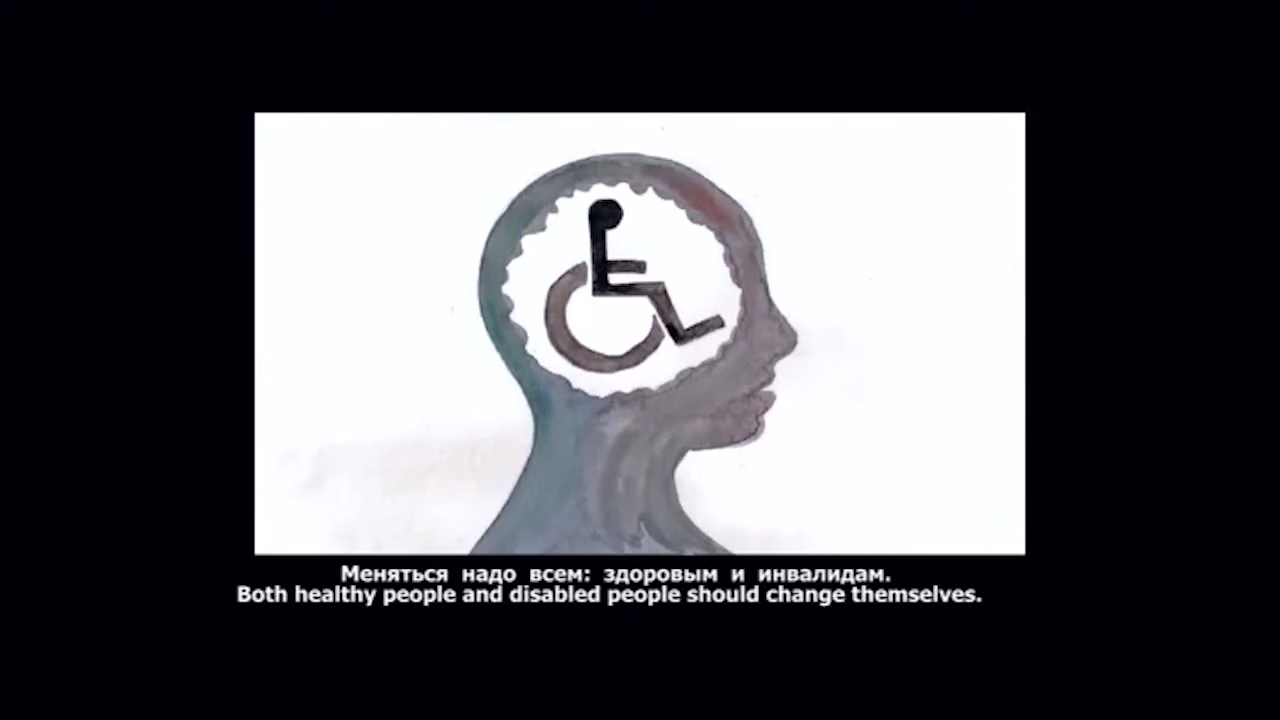 Меняться надо всем: здоровым и инвалидам.
Both healthy people and disabled people should change themselves.